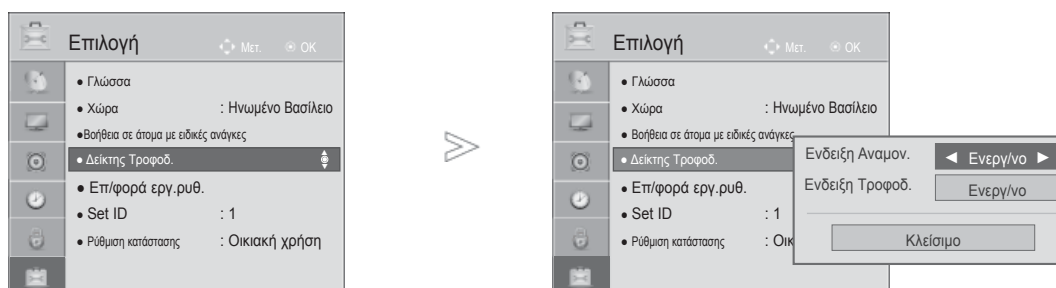 Επιλογή
Μετ. OK
● Γλώσσα
● Χώρα : Ηνωμένο Βασίλειο
●Βοήθεια σε άτομα με ειδικές ανάγκες
● Δείκτης Τροφοδ.
● Επ/φορά εργ.ρυθ.
● Set ID : 1
● Ρύθμιση κατάστασης : Οικιακή χρήση
Επιλογή
Μετ. OK
● Γλώσσα
● Χώρα : Ηνωμένο Βασίλειο
● Βοήθεια σε άτομα με ειδικές ανάγκες
● Δείκτης Τροφοδ.
● Επ/φορά εργ.ρυθ.
● Set ID : 1
● Ρύθμιση κατάστασης : Οικ
Ενδειξη Αναμον. ◄ Ενεργ/νο ►
Ενδειξη Τροφοδ. Ενεργ/νο
Κλείσιμο